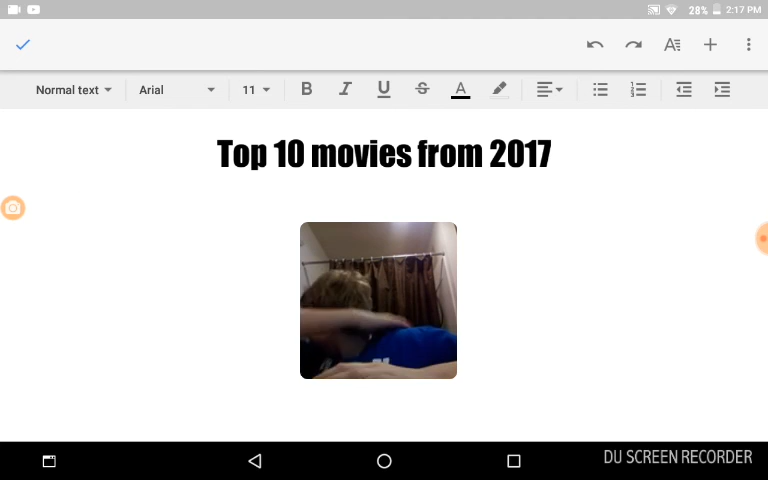 28% 2:17 PM
A
Normal text Arial 11 B I U S A
Top 10 movies from 2017
DU SCREEN RECORDER